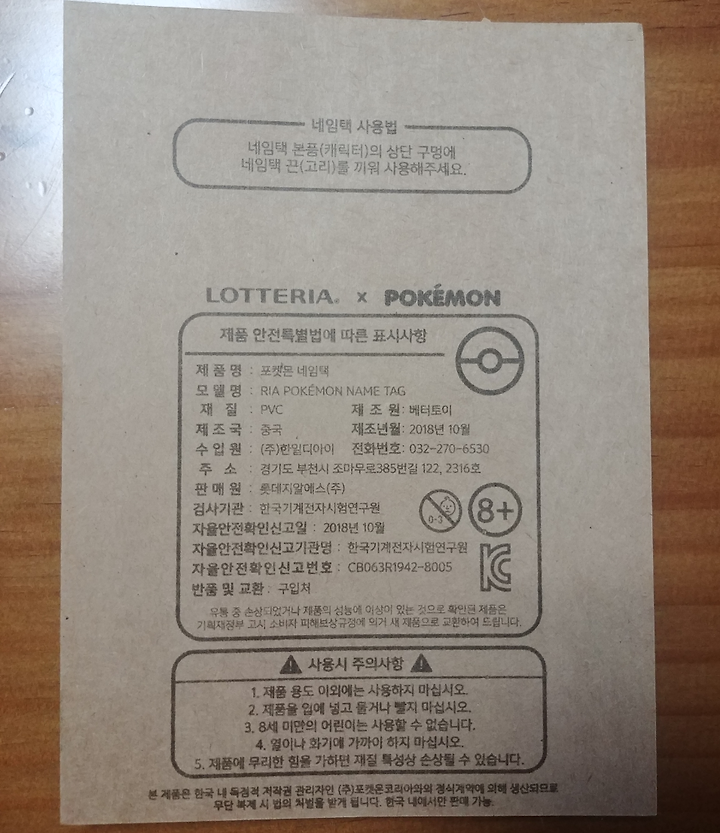 네임택 사용법
네임택 본품(캐릭터)의 상단 구멍에
네임택 끈(고리)를 끼워 사용해주세요.
LOTTERIA. x POKÉMON
제품 안전특별법에 따른 표시사항
제 품 명 : 포켓몬 네임택
모 델 명 : RIA POKÉMON NAME TAG
재 질 : PVC 제 조 원: 베터토이
제 조 국 : 중국 제조년월: 2018년 10월
수 입 원 : (주)한일디아이 전화번호: 032-270-6530
주 소 : 경기도 부천시 조마루로385번길 122, 2316호
판 매 원 : 롯데지알에스(주)
검사기관 : 한국기계전자시험연구원
0-3 8+
자율안전확인신고일 : 2018년 10월
자율안전확인신고기관명 : 한국기계전자시험연구원
자율안전확인신고번호 : CB063R1942-8005
반품 및 교환 : 구입처
유통 중 손상되었거나 제품의 성능에 이상이 있는 것으로 확인된 제품은
기획재정부 고시 소비자 피해보상규정에 의거 새 제품으로 교환하여 드립니다.
사용시 주의사항
1. 제품 용도 이외에는 사용하지 마십시오.
2. 제품을 입에 넣고 물거나 빨지 마십시오.
3. 8세 미만의 어린이는 사용할 수 없습니다.
4. 열이나 화기에 가까이 하지 마십시오.
5. 제품에 무리한 힘을 가하면 재질 특성상 손상될 수 있습니다.
본 제품은 한국 내 독점적 저작권 관리자인 (주)포켓몬코리아와의 정식계약에 의해 생산되므로
무단 복제 시 법의 처벌을 받게 됩니다. 한국 내에서만 판매 가능.